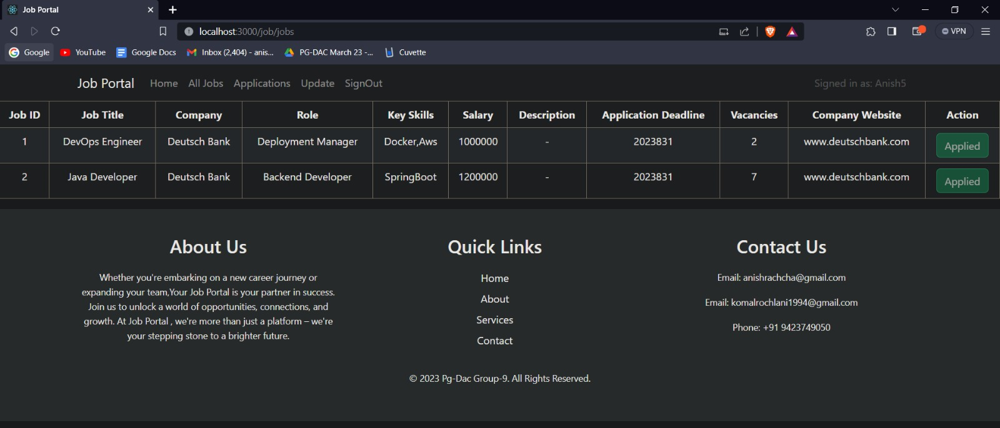 Job Portal
localhost:3000/job/jobs
VPN
Google YouTube Google Docs Inbox (2,404) - anis... PG-DAC March 23 -... Cuvette
Job Portal Home All Jobs Applications Update SignOut Signed in as: Anish5
Job ID Job Title Company Role Key Skills Salary Description Application Deadline Vacancies Company Website Action
1 DevOps Engineer Deutsch Bank Deployment Manager Docker,Aws 1000000 - 2023831 2 www.deutschbank.com Applied
2 Java Developer Deutsch Bank Backend Developer SpringBoot 1200000 - 2023831 7 www.deutschbank.com Applied
About Us
Whether you're embarking on a new career journey or
expanding your team,Your Job Portal is your partner in success.
Join us to unlock a world of opportunities, connections, and
growth. At Job Portal , we're more than just a platform – we're
your stepping stone to a brighter future.
Quick Links
Home
About
Services
Contact
Contact Us
Email: anishrachcha@gmail.com
Email: komalrochlani1994@gmail.com
Phone: +91 9423749050
© 2023 Pg-Dac Group-9. All Rights Reserved.